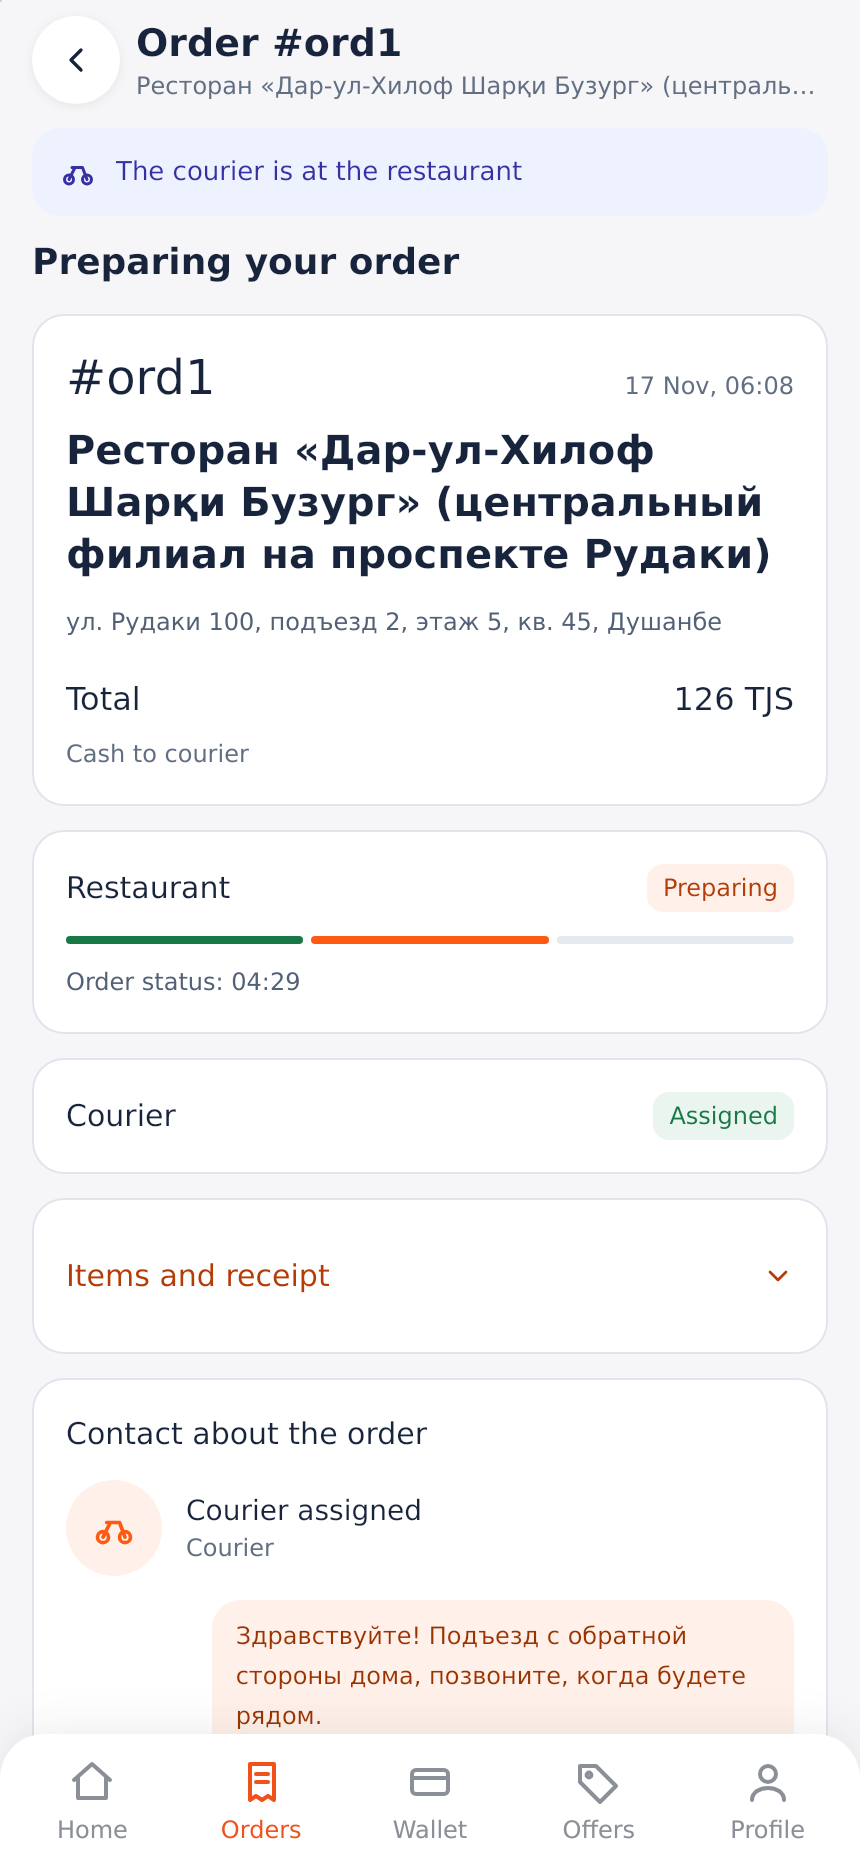 Order #ord1
Ресторан «Дар-ул-Хилоф Шарқи Бузург» (централь...
The courier is at the restaurant
Preparing your order
#ord1
17 Nov, 06:08
Ресторан «Дар-ул-Хилоф
Шарқи Бузург» (центральный
филиал на проспекте Рудаки)
ул. Рудаки 100, подъезд 2, этаж 5, кв. 45, Душанбе
Total
126 TJS
Cash to courier
Restaurant
Preparing
Order status: 04:29
Courier
Assigned
Items and receipt
Contact about the order
Courier assigned
Courier
Здравствуйте! Подъезд с обратной
стороны дома, позвоните, когда будете
рядом.
Home
Orders
Wallet
Offers
Profile